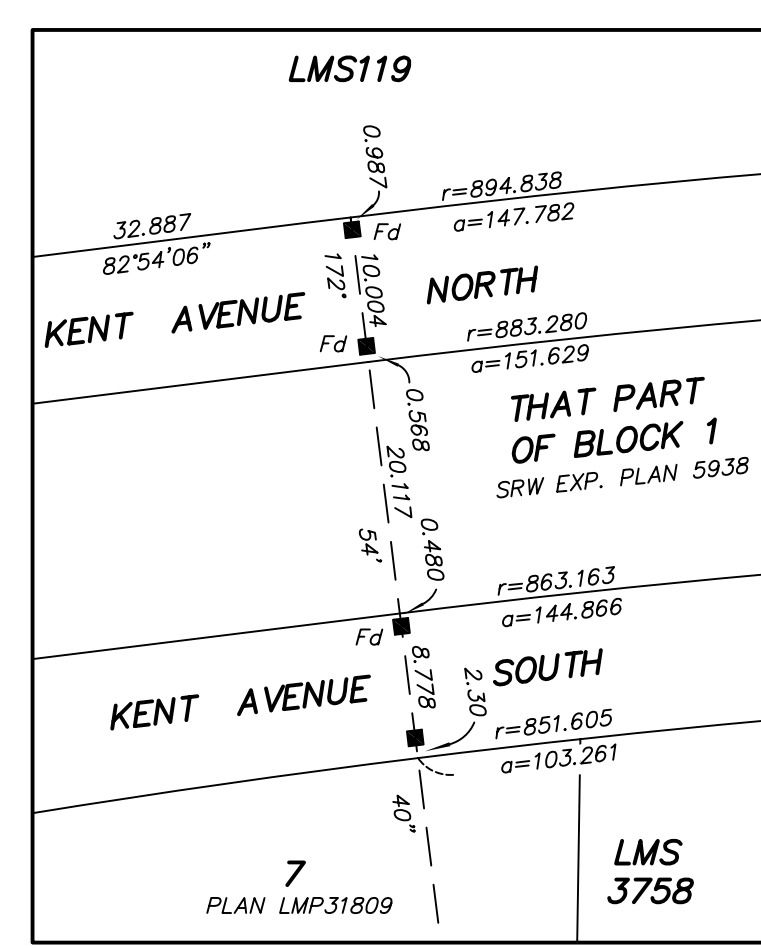 LMS119
0.987
r=894.838
a=147.782
32.887
82°54'06"
Fd
172°
10.004
KENT AVENUE NORTH
Fd
r=883.280
a=151.629
0.568
THAT PART
OF BLOCK 1
SRW EXP. PLAN 5938
20.117
54'
0.480
r=863.163
a=144.866
Fd
8.778
KENT AVENUE SOUTH
2.30
r=851.605
a=103.261
40"
7
PLAN LMP31809
LMS
3758